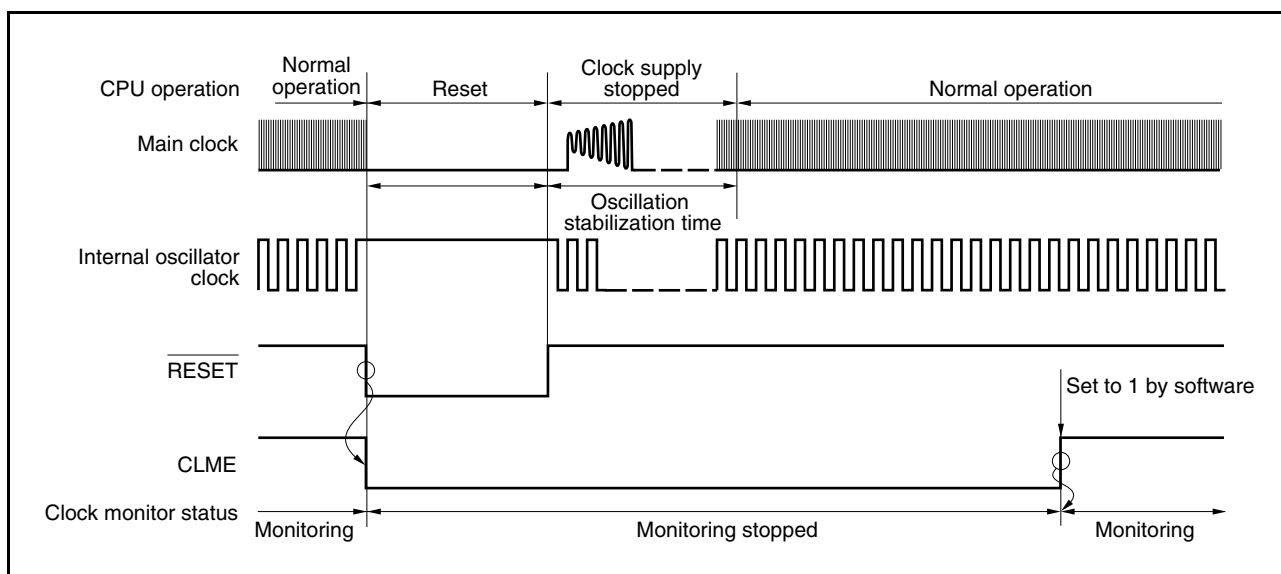 Normal
operation
Clock supply
stopped
CPU operation
Reset
Normal operation
Main clock
Oscillation
stabilization time
Internal oscillator
clock
RESET
Set to 1 by software
CLME
Clock monitor status
Monitoring
Monitoring stopped
Monitoring